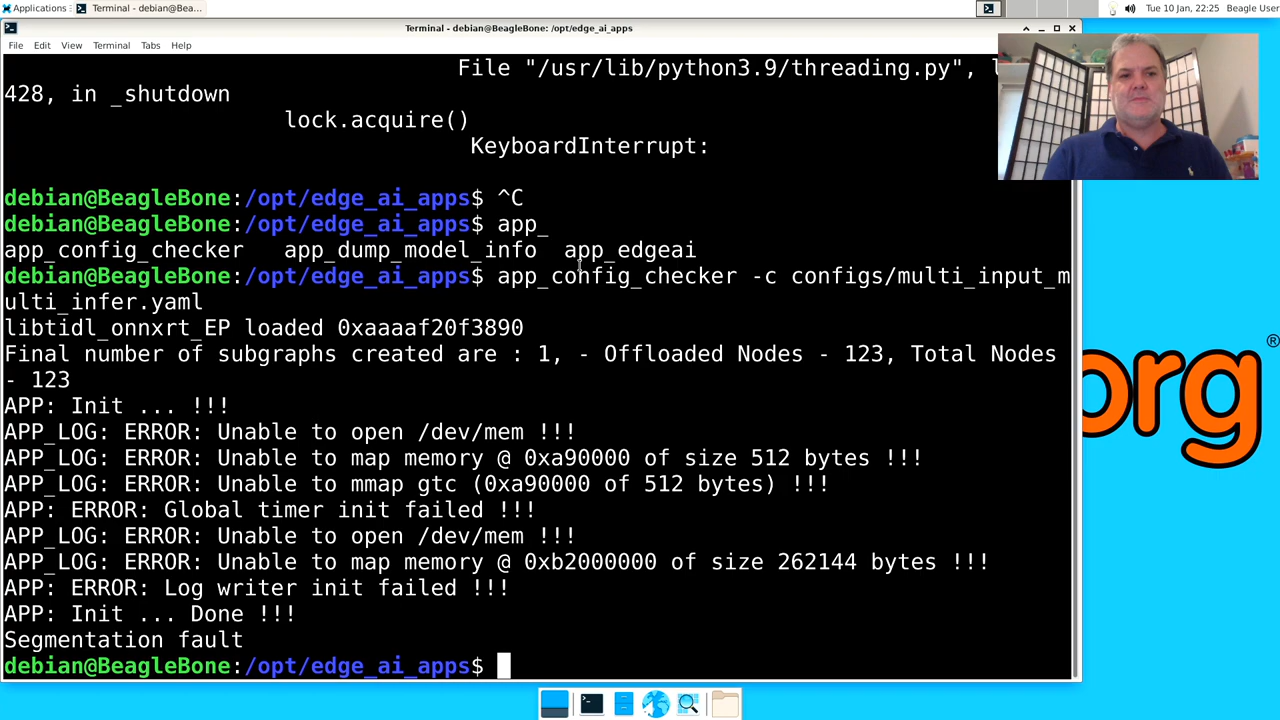 Applications
Terminal - debian@Bea...
Tue 10 Jan, 22:25
Beagle User
Terminal - debian@BeagleBone: /opt/edge_ai_apps
File Edit View Terminal Tabs Help
File "/usr/lib/python3.9/threading.py", l
428, in _shutdown
lock.acquire()
KeyboardInterrupt:
debian@BeagleBone:/opt/edge_ai_apps$ ^C
debian@BeagleBone:/opt/edge_ai_apps$ app_
app_config_checker app_dump_model_info app_edgeai
debian@BeagleBone:/opt/edge_ai_apps$ app_config_checker -c configs/multi_input_m
ulti_infer.yaml
libtidl_onnxrt_EP loaded 0xaaaaf20f3890
Final number of subgraphs created are : 1, - Offloaded Nodes - 123, Total Nodes
- 123
APP: Init ... !!!
APP_LOG: ERROR: Unable to open /dev/mem !!!
APP_LOG: ERROR: Unable to map memory @ 0xa90000 of size 512 bytes !!!
APP_LOG: ERROR: Unable to mmap gtc (0xa90000 of 512 bytes) !!!
APP: ERROR: Global timer init failed !!!
APP_LOG: ERROR: Unable to open /dev/mem !!!
APP_LOG: ERROR: Unable to map memory @ 0xb2000000 of size 262144 bytes !!!
APP: ERROR: Log writer init failed !!!
APP: Init ... Done !!!
Segmentation fault
debian@BeagleBone:/opt/edge_ai_apps$
org®